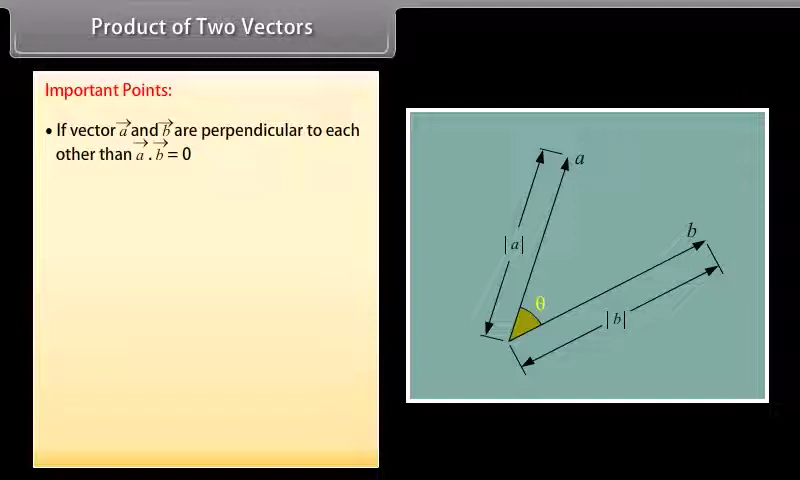 Product of Two Vectors
Important Points:
• If vector a⃗ and b⃗ are perpendicular to each
other than a⃗ . b⃗ = 0
a
b
|a|
θ
|b|